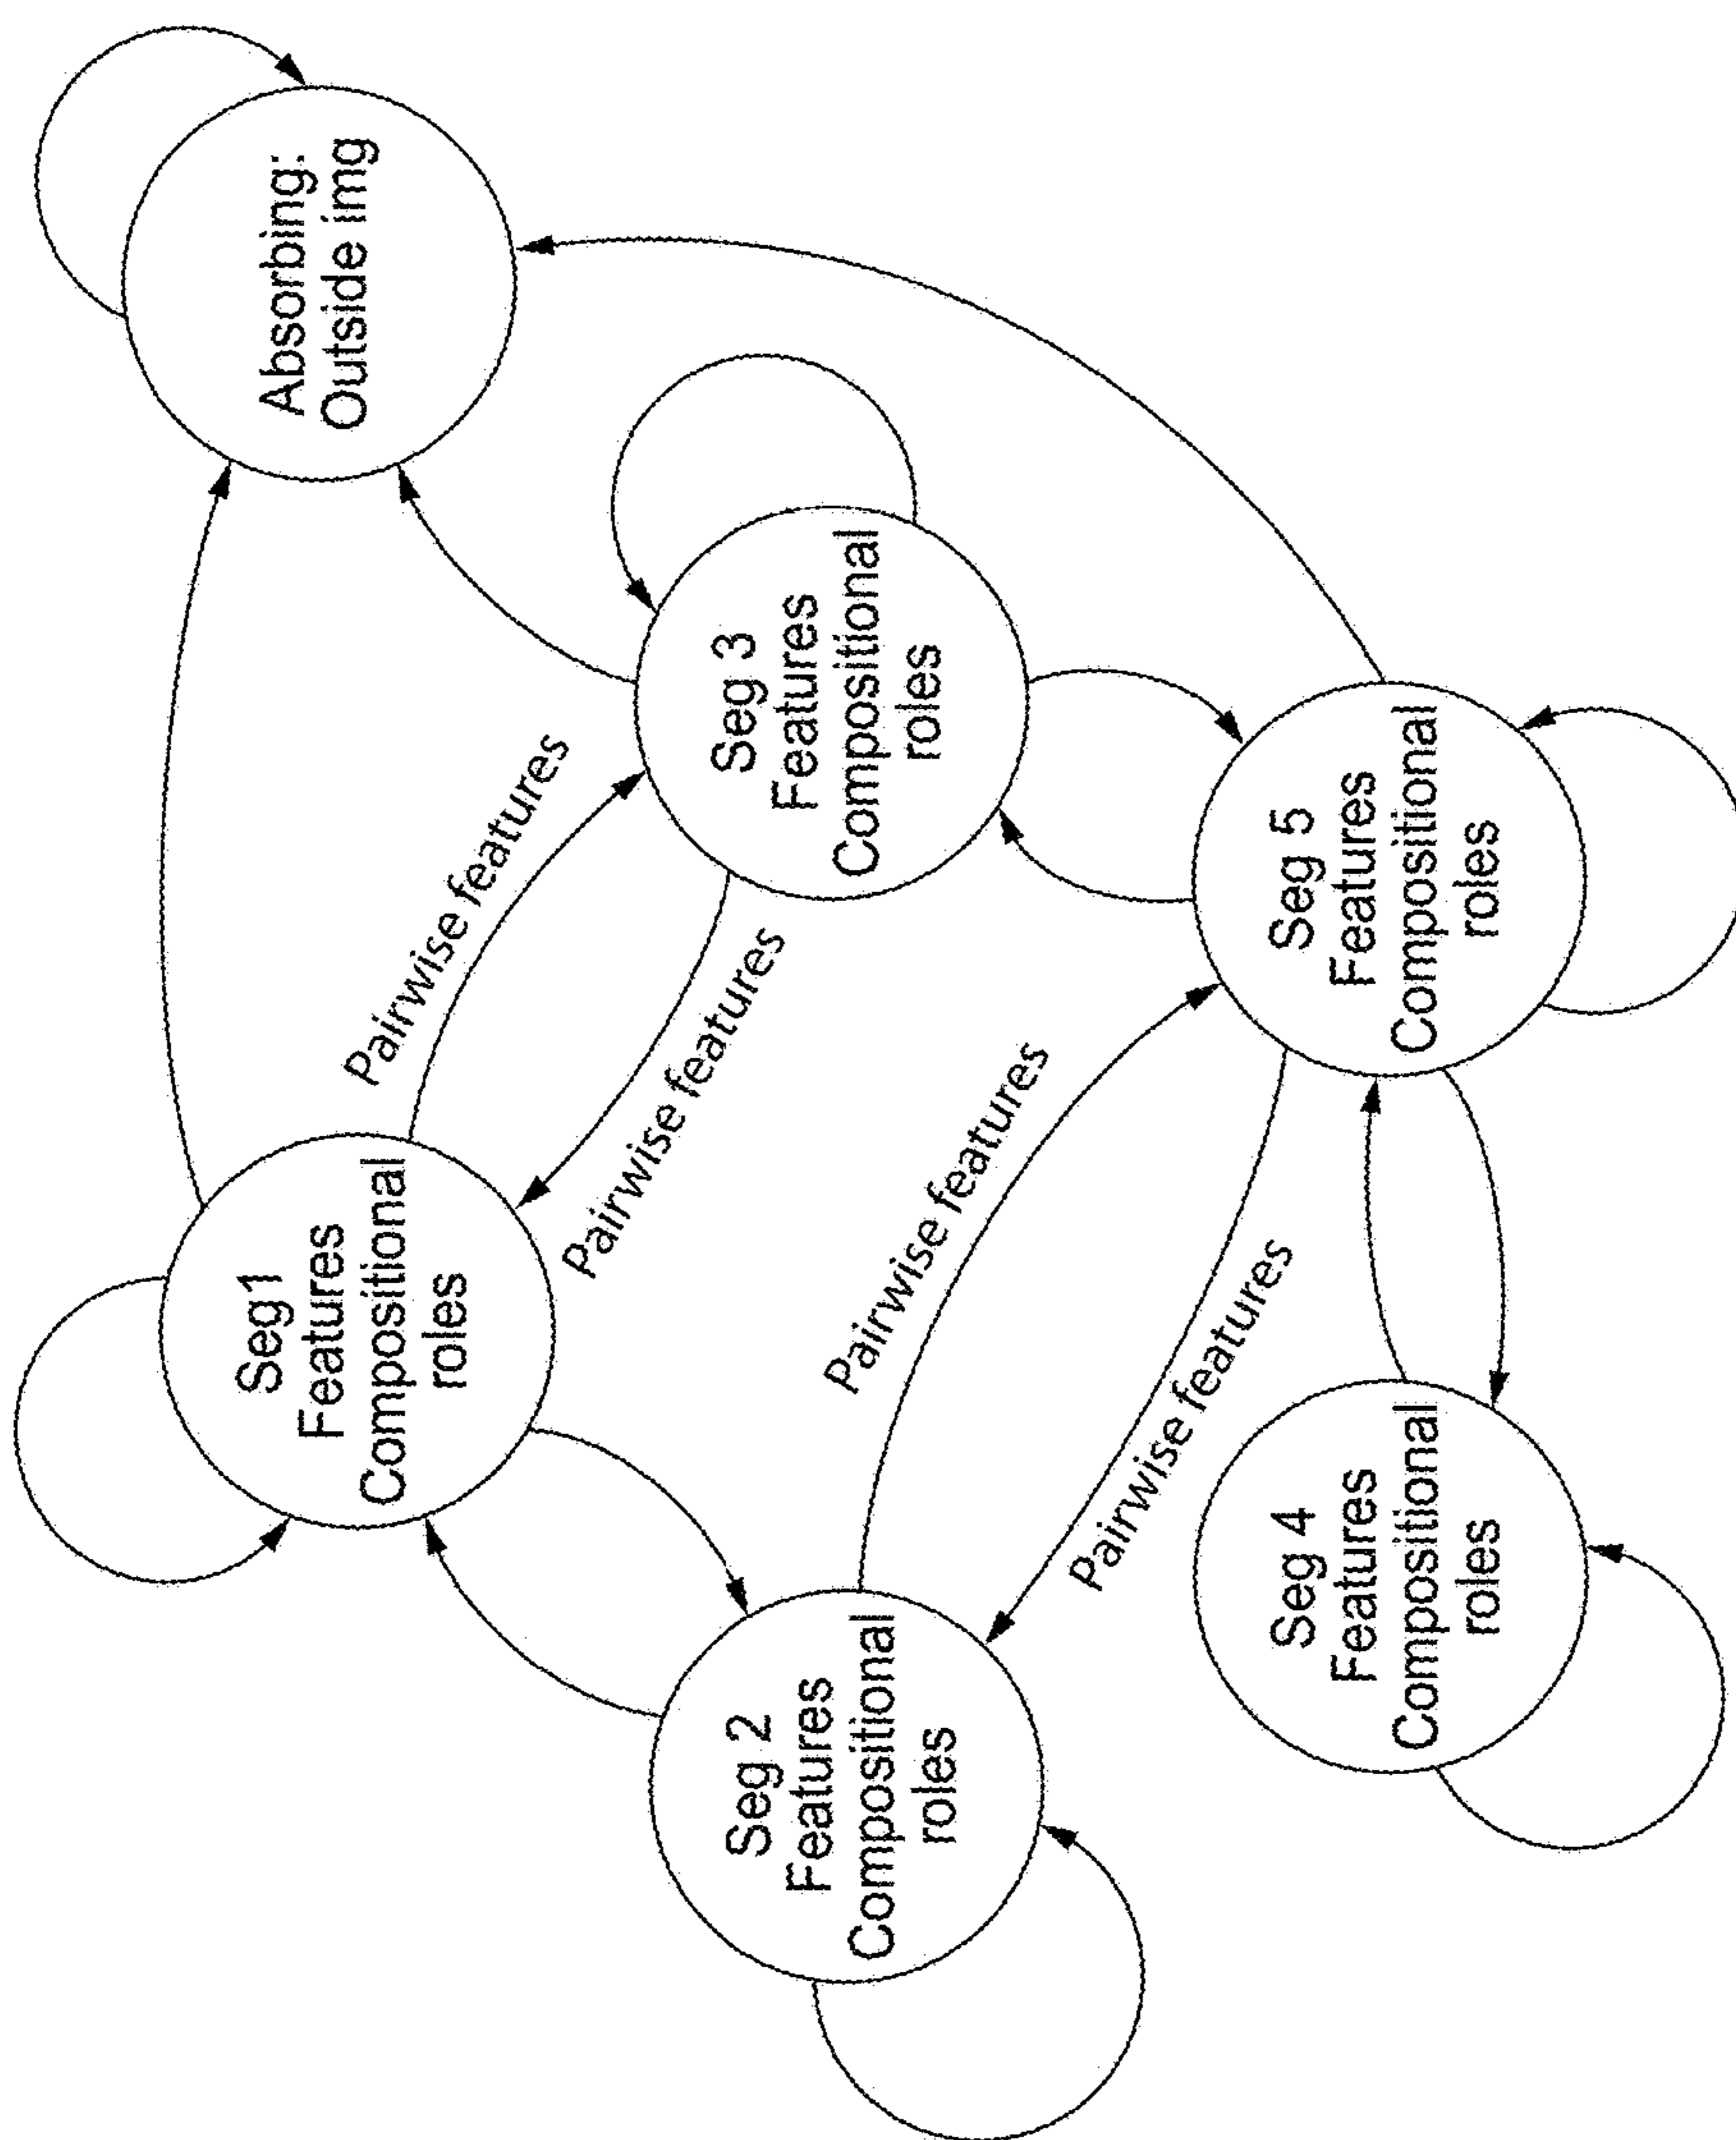 Seg1
Features
Compositional
roles
Absorbing:
Outside img
Pairwise features
Pairwise features
Seg 2
Features
Compositional
roles
Seg 3
Features
Compositional
roles
Pairwise features
Pairwise features
Seg 4
Features
Compositional
roles
Seg 5
Features
Compositional
roles